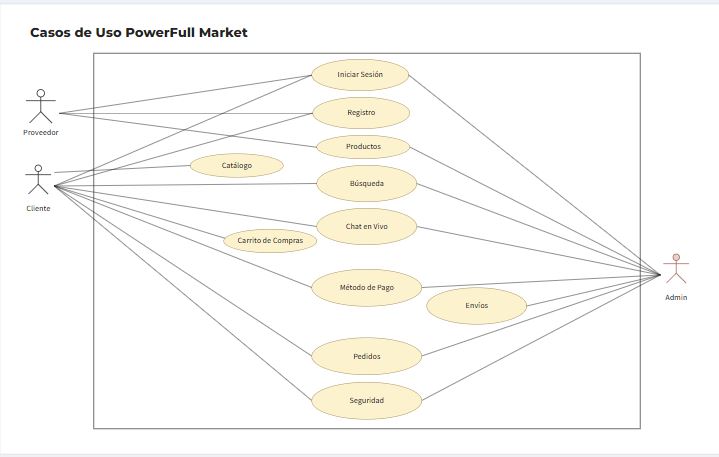 Casos de Uso PowerFull Market
Iniciar Sesión
Registro
Proveedor
Productos
Catálogo
Búsqueda
Cliente
Chat en Vivo
Carrito de Compras
Método de Pago
Admin
Envíos
Pedidos
Seguridad